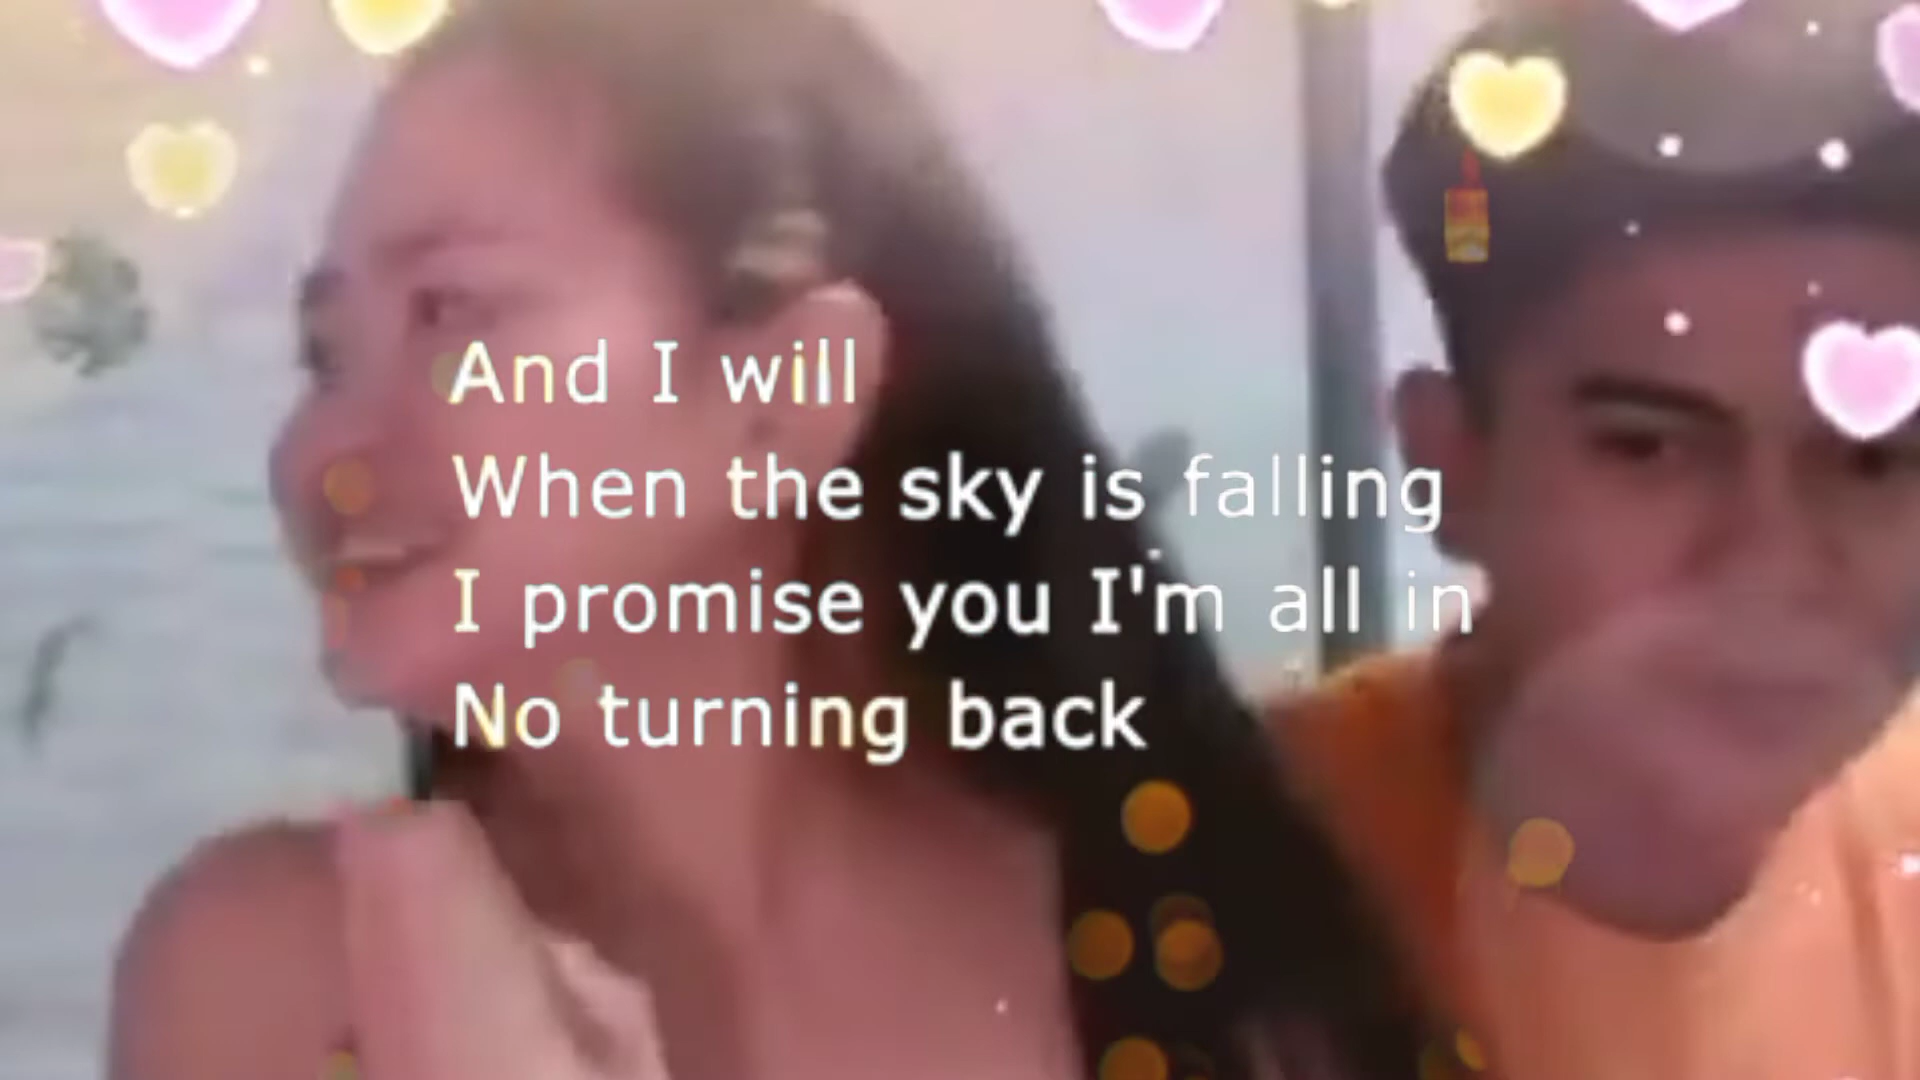 And I will
When the sky is falling
I promise you I'm all in
No turning back